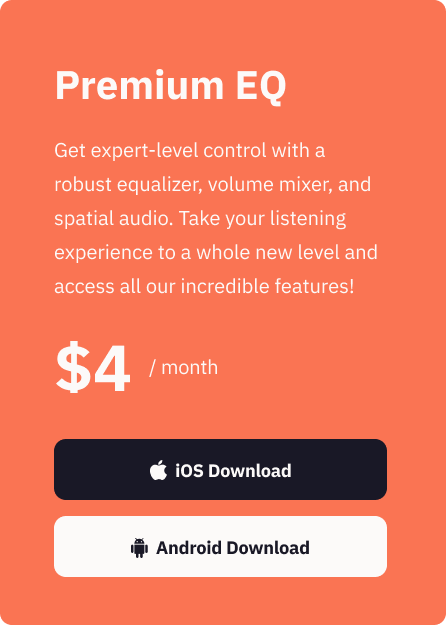 Premium EQ
Get expert-level control with a
robust equalizer, volume mixer, and
spatial audio. Take your listening
experience to a whole new level and
access all our incredible features!
$4 / month
iOS Download
Android Download